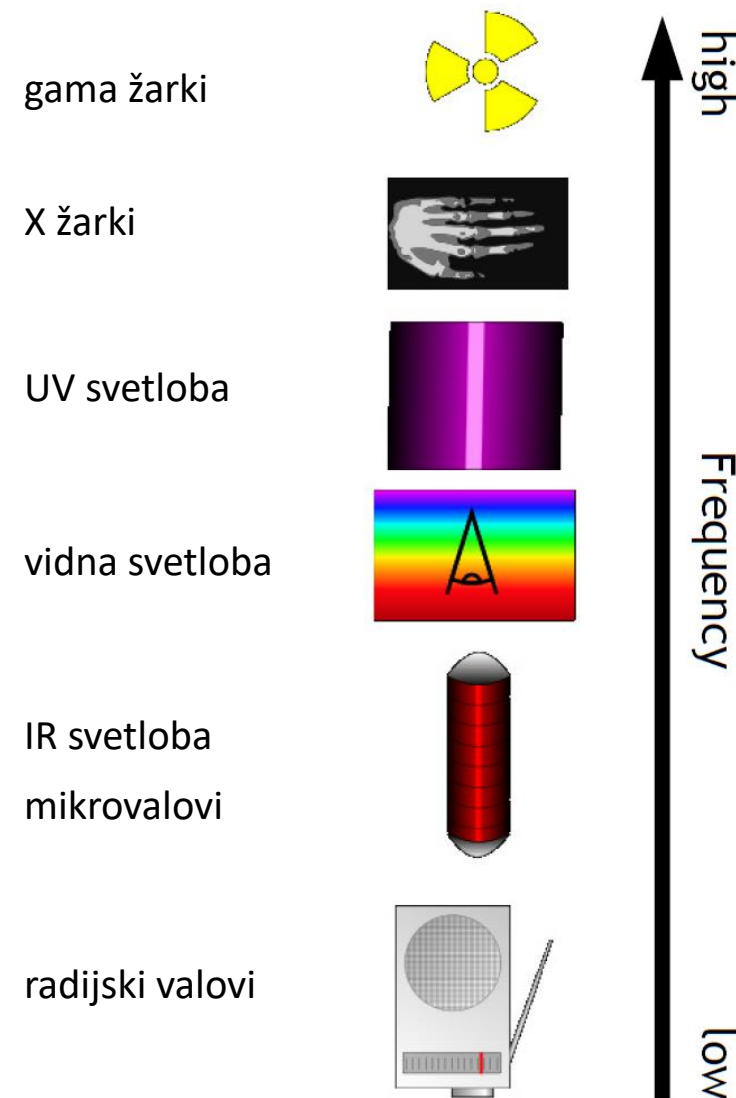 gama žarki
X žarki
UV svetloba
vidna svetloba
IR svetloba
mikrovalovi
radijski valovi
high
Frequency
low